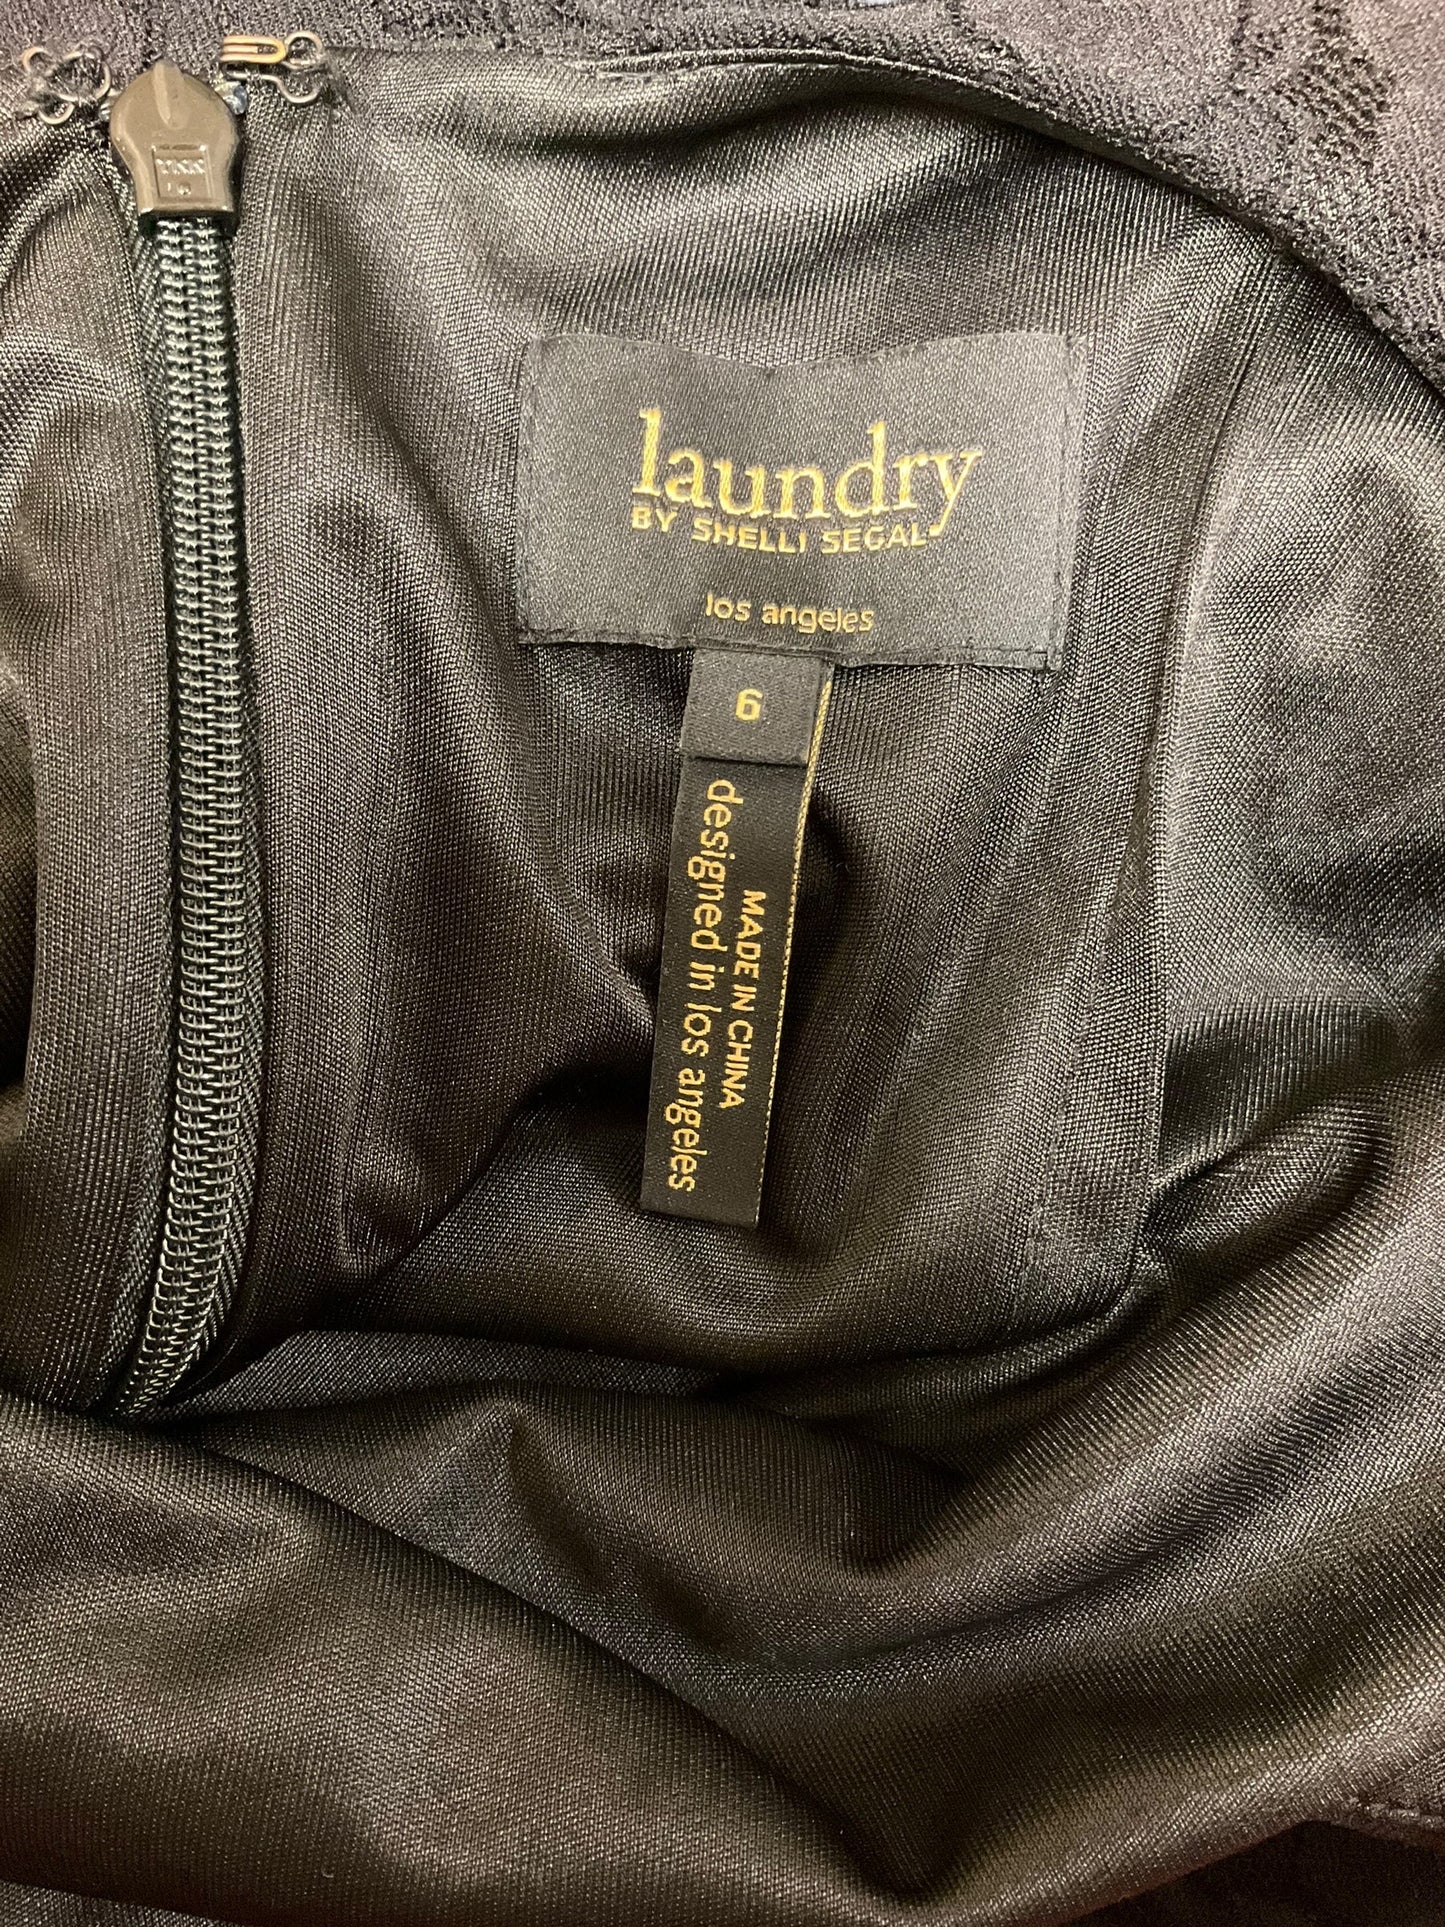 laundry
BY SHELLI SEGAL
los angeles
6
MADE IN CHINA
designed in los angeles